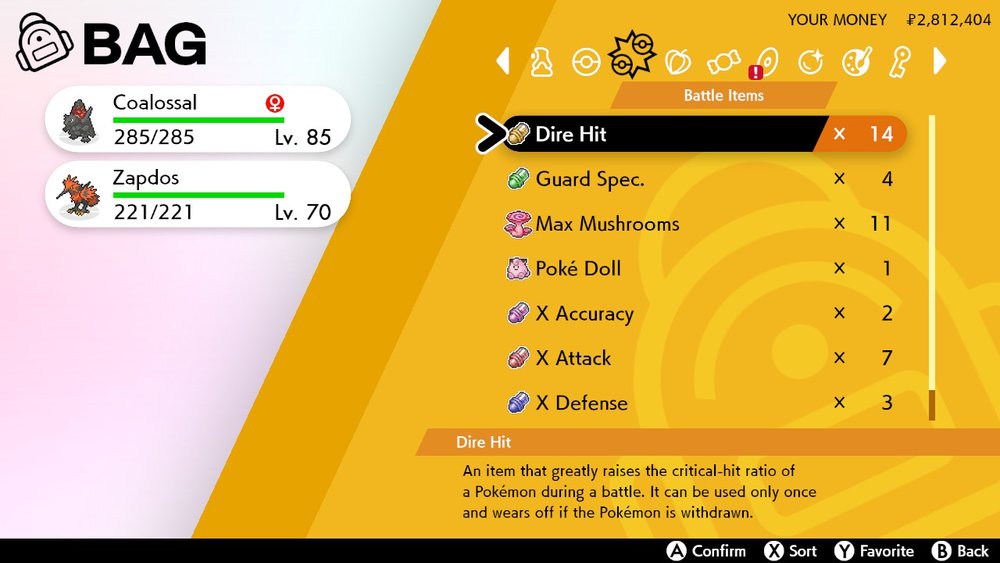 YOUR MONEY ₽2,812,404
BAG
Coalossal ♀
285/285 Lv. 85
Zapdos
221/221 Lv. 70
Battle Items
Dire Hit × 14
Guard Spec. × 4
Max Mushrooms × 11
Poké Doll × 1
X Accuracy × 2
X Attack × 7
X Defense × 3
Dire Hit
An item that greatly raises the critical-hit ratio of
a Pokémon during a battle. It can be used only once
and wears off if the Pokémon is withdrawn.
A Confirm X Sort Y Favorite B Back